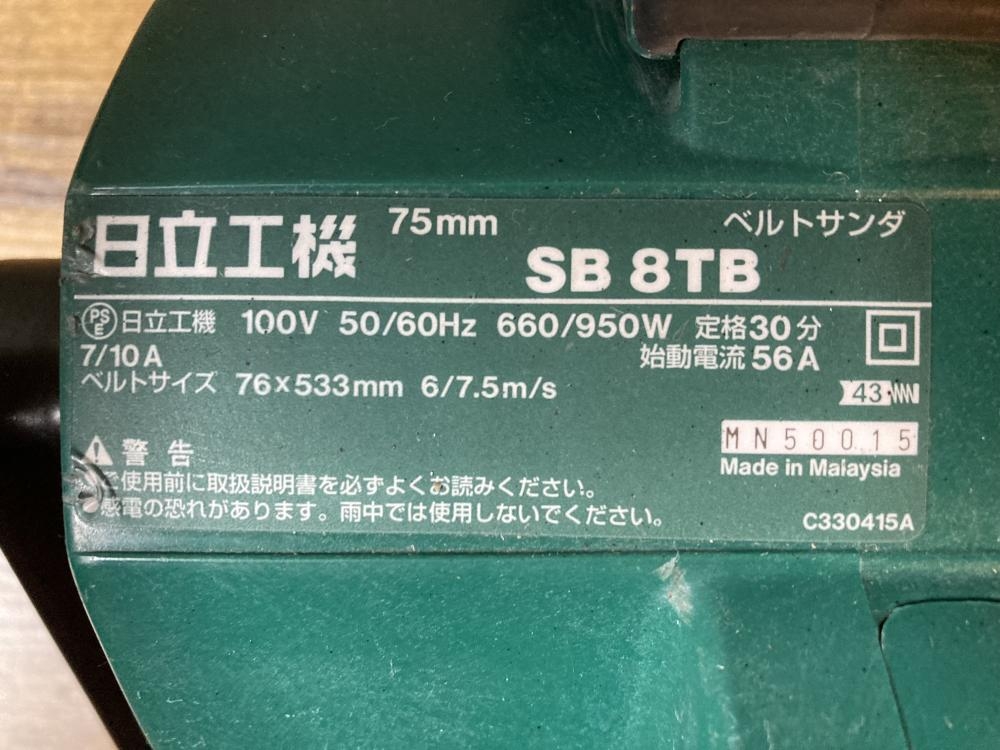 日立工機 75mm ベルトサンダ
SB 8TB
PSE 日立工機 100V 50/60Hz 660/950W 定格30分
7/10A 始動電流56A
ベルトサイズ 76×533mm 6/7.5m/s
43
MN50015
Made in Malaysia
警告
ご使用前に取扱説明書を必ずよくお読みください。
感電の恐れがあります。雨中では使用しないでください。
C330415A